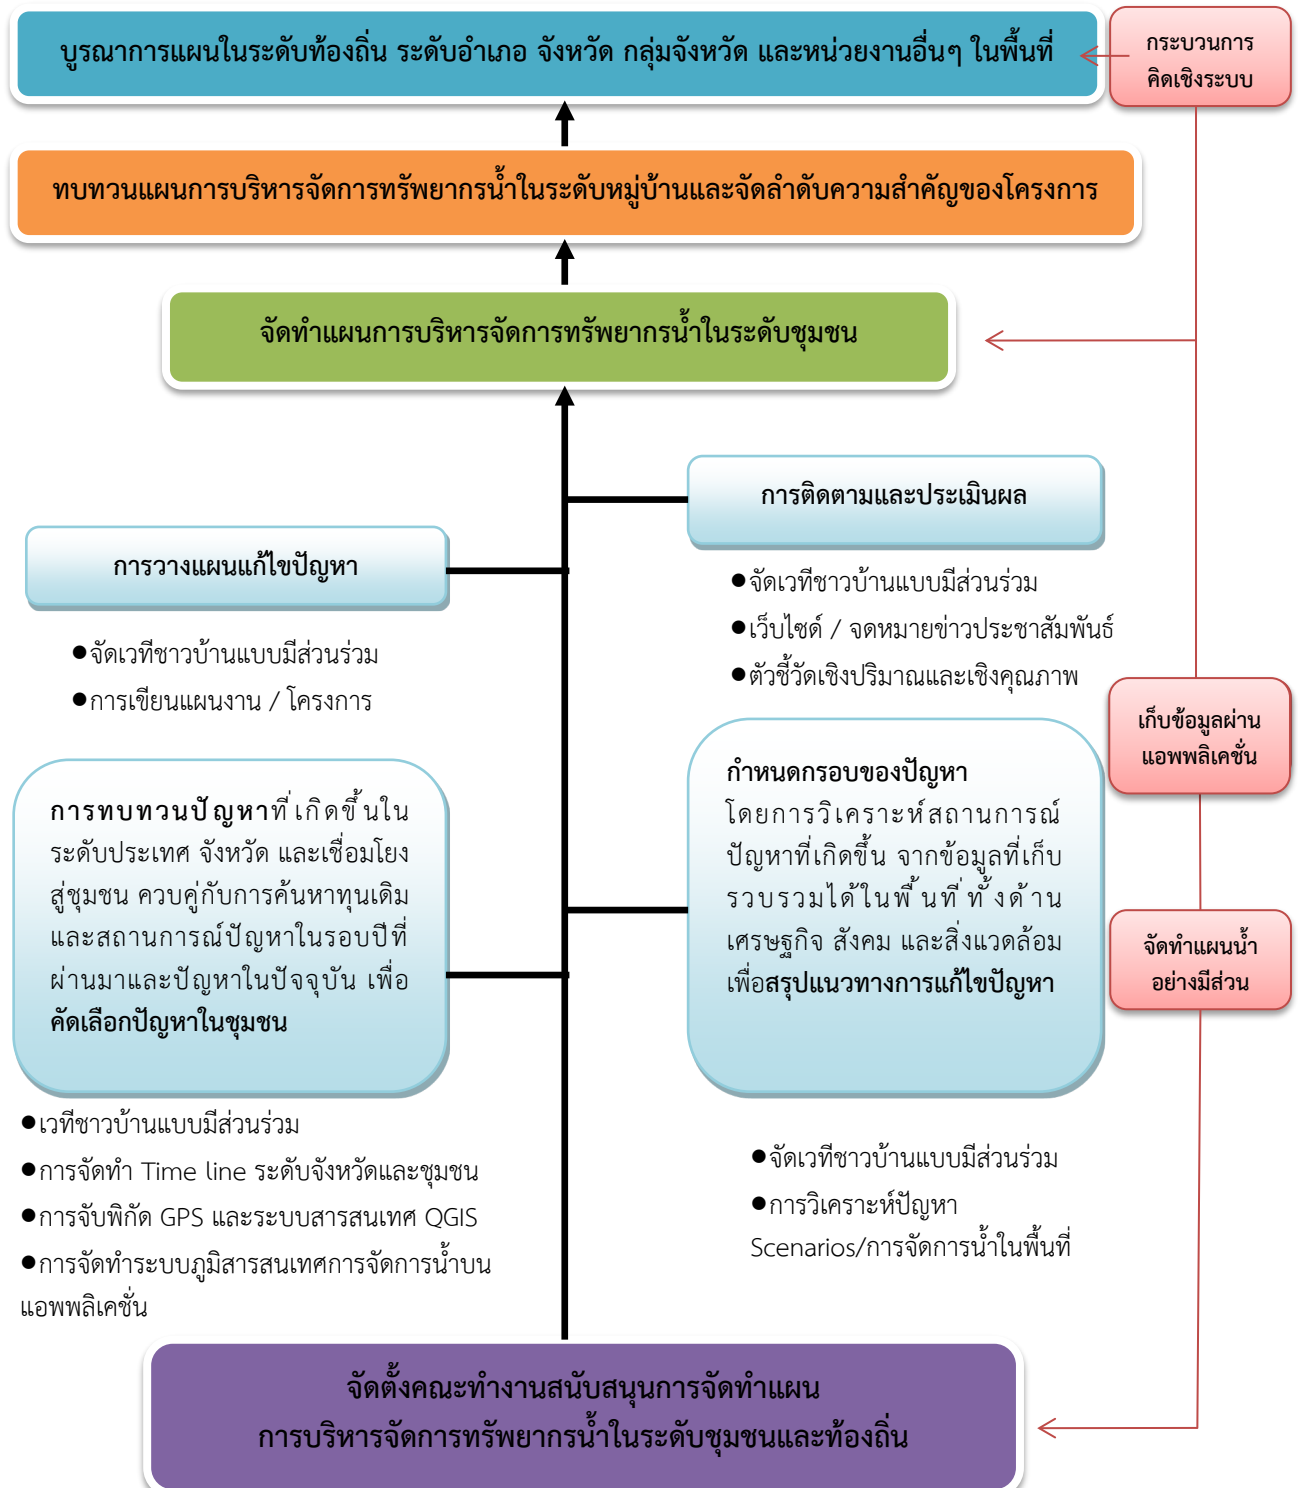 บูรณาการแผนในระดับท้องถิ่น ระดับอำเภอ จังหวัด กลุ่มจังหวัด และหน่วยงานอื่นๆ ในพื้นที่
กระบวนการ
คิดเชิงระบบ
ทบทวนแผนการบริหารจัดการทรัพยากรน้ำในระดับหมู่บ้านและจัดลำดับความสำคัญของโครงการ
จัดทำแผนการบริหารจัดการทรัพยากรน้ำในระดับชุมชน
การติดตามและประเมินผล
●จัดเวทีชาวบ้านแบบมีส่วนร่วม
●เว็บไซด์ / จดหมายข่าวประชาสัมพันธ์
●ตัวชี้วัดเชิงปริมาณและเชิงคุณภาพ
การวางแผนแก้ไขปัญหา
●จัดเวทีชาวบ้านแบบมีส่วนร่วม
●การเขียนแผนงาน / โครงการ
เก็บข้อมูลผ่าน
แอพพลิเคชั่น
กำหนดกรอบของปัญหา
โดยการวิเคราะห์สถานการณ์
ปัญหาที่เกิดขึ้น จากข้อมูลที่เก็บ
รวบรวมได้ในพื้นที่ทั้งด้าน
เศรษฐกิจ สังคม และสิ่งแวดล้อม
เพื่อสรุปแนวทางการแก้ไขปัญหา
การทบทวนปัญหาที่เกิดขึ้นใน
ระดับประเทศ จังหวัด และเชื่อมโยง
สู่ชุมชน ควบคู่กับการค้นหาทุนเดิม
และสถานการณ์ปัญหาในรอบปีที่
ผ่านมาและปัญหาในปัจจุบัน เพื่อ
คัดเลือกปัญหาในชุมชน
จัดทำแผนน้ำ
อย่างมีส่วน
●เวทีชาวบ้านแบบมีส่วนร่วม
●การจัดทำ Time line ระดับจังหวัดและชุมชน
●การจับพิกัด GPS และระบบสารสนเทศ QGIS
●การจัดทำระบบภูมิสารสนเทศการจัดการน้ำบน
แอพพลิเคชั่น
●จัดเวทีชาวบ้านแบบมีส่วนร่วม
●การวิเคราะห์ปัญหา
Scenarios/การจัดการน้ำในพื้นที่
จัดตั้งคณะทำงานสนับสนุนการจัดทำแผน
การบริหารจัดการทรัพยากรน้ำในระดับชุมชนและท้องถิ่น